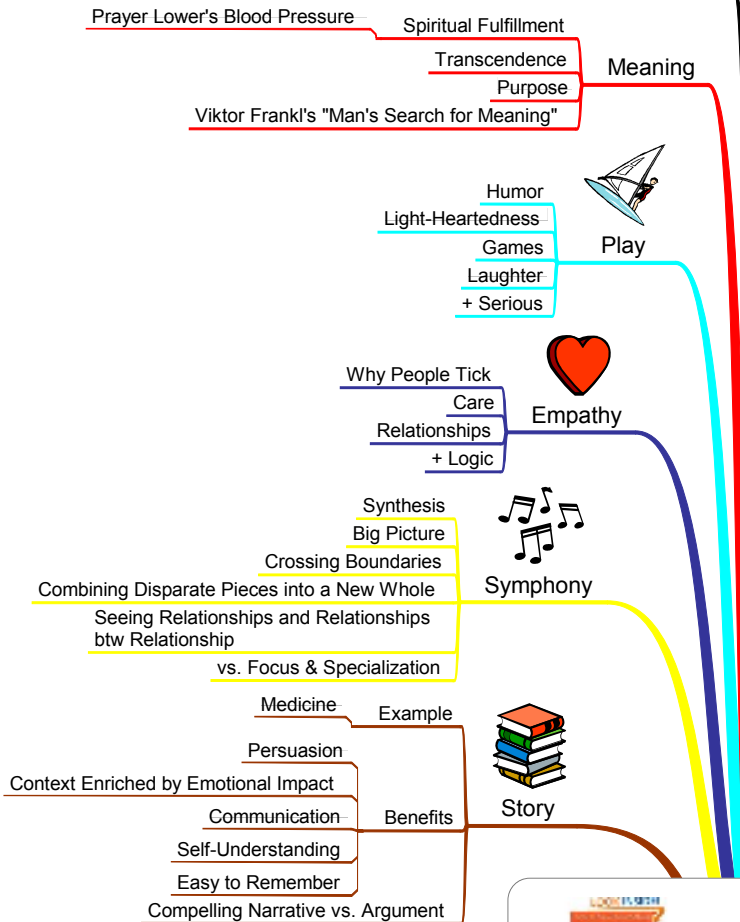 Prayer Lower's Blood Pressure
Spiritual Fulfillment
Transcendence
Purpose
Viktor Frankl's "Man's Search for Meaning"
Meaning
Humor
Light-Heartedness
Games
Laughter
+ Serious
Play
Why People Tick
Care
Relationships
+ Logic
Empathy
Synthesis
Big Picture
Crossing Boundaries
Combining Disparate Pieces into a New Whole
Seeing Relationships and Relationships
btw Relationship
vs. Focus & Specialization
Symphony
Medicine
Example
Persuasion
Context Enriched by Emotional Impact
Communication
Self-Understanding
Easy to Remember
Benefits
Compelling Narrative vs. Argument
Story
LOOK INSIDE!